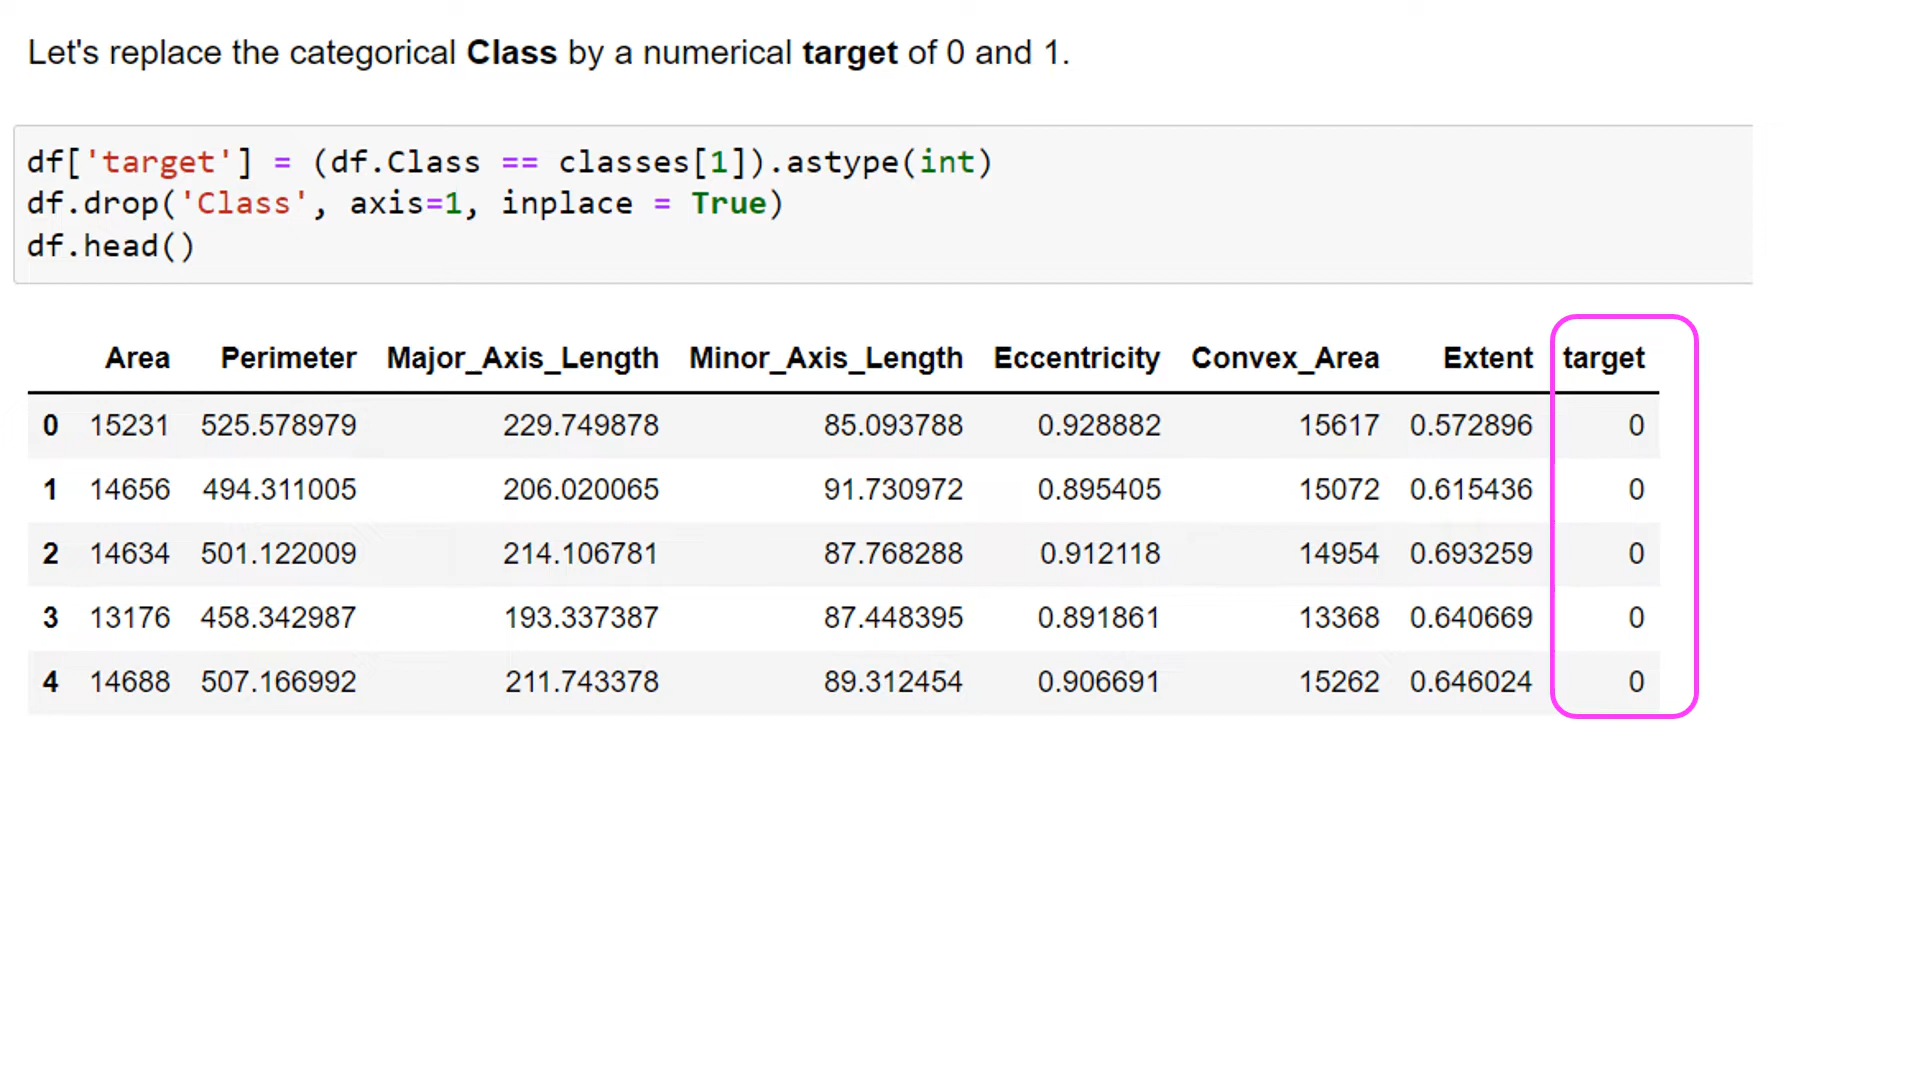 Let's replace the categorical Class by a numerical target of 0 and 1.
df['target'] = (df.Class == classes[1]).astype(int)
df.drop('Class', axis=1, inplace = True)
df.head()
Area Perimeter Major_Axis_Length Minor_Axis_Length Eccentricity Convex_Area Extent target
0 15231 525.578979 229.749878 85.093788 0.928882 15617 0.572896 0
1 14656 494.311005 206.020065 91.730972 0.895405 15072 0.615436 0
2 14634 501.122009 214.106781 87.768288 0.912118 14954 0.693259 0
3 13176 458.342987 193.337387 87.448395 0.891861 13368 0.640669 0
4 14688 507.166992 211.743378 89.312454 0.906691 15262 0.646024 0